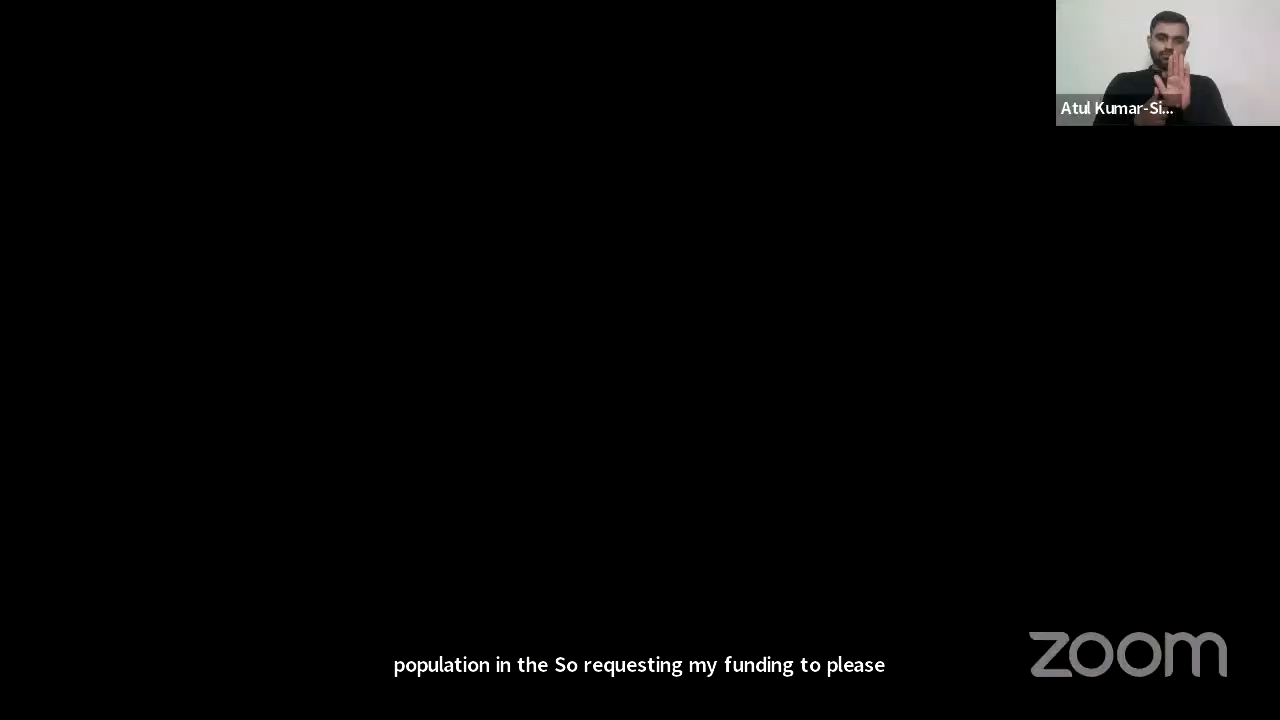 Atul Kumar-Si...
population in the So requesting my funding to please
zoom